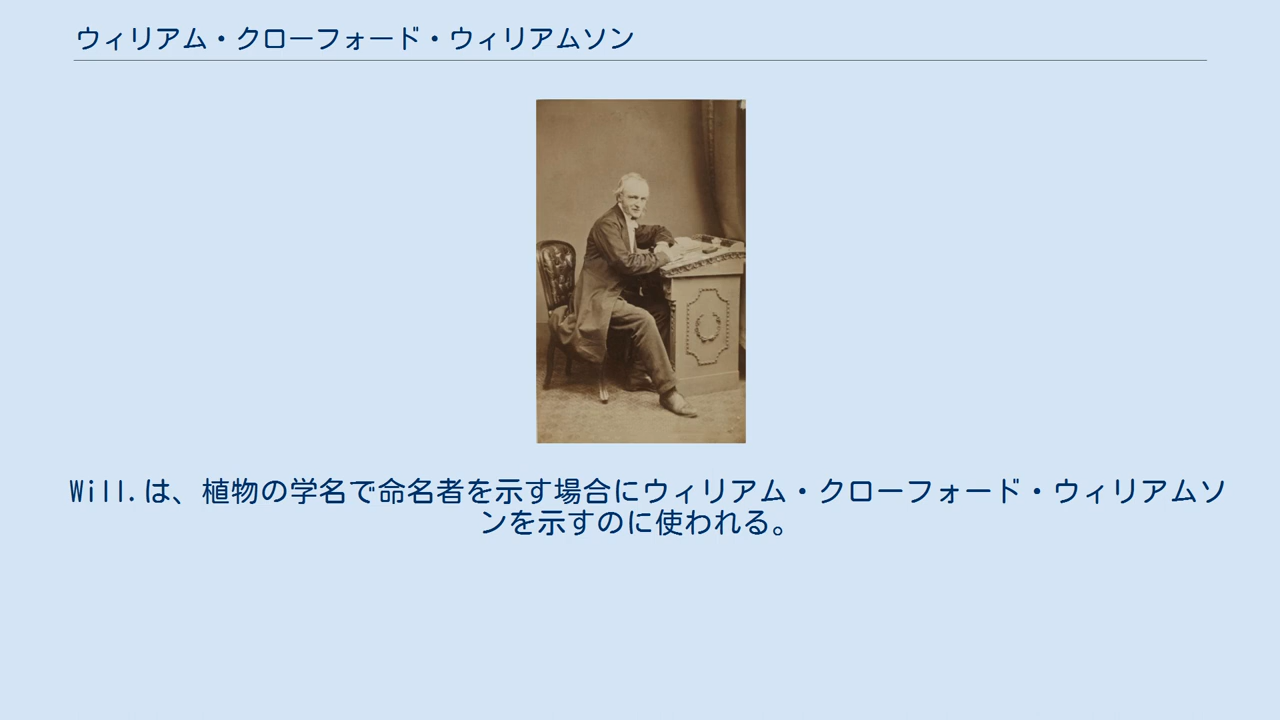 ウィリアム・クローフォード・ウィリアムソン
Will.は、植物の学名で命名者を示す場合にウィリアム・クローフォード・ウィリアムソ
ンを示すのに使われる。